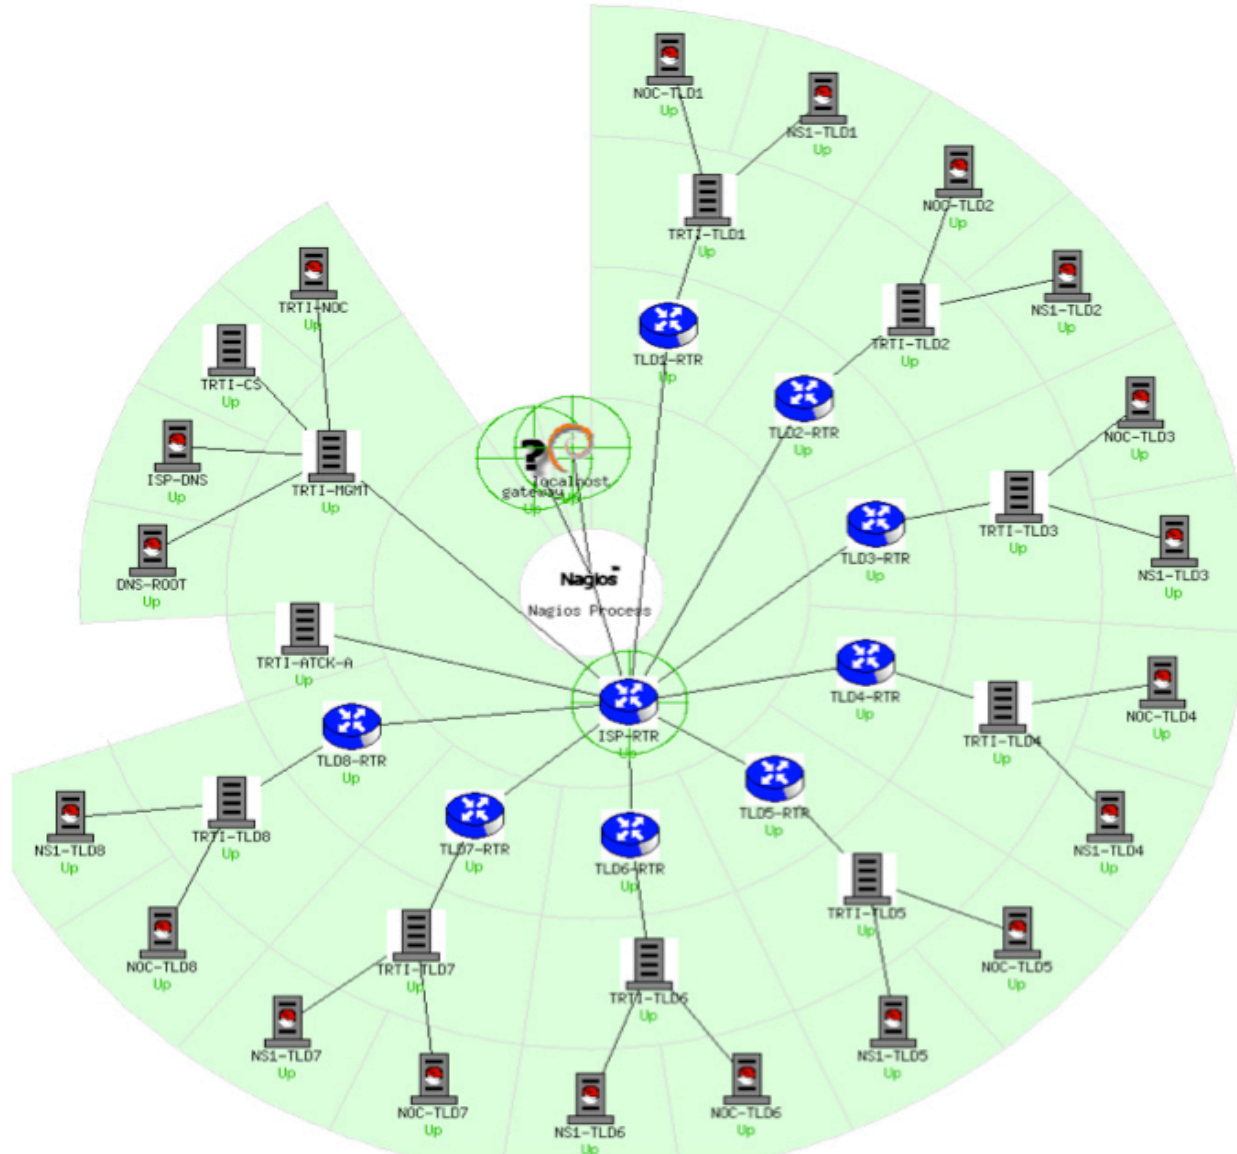 NOC-TLD1
Up
NS1-TLD1
Up
NOC-TLD2
Up
TRTI-TLD1
Up
NS1-TLD2
Up
TRTI-NOC
Up
TRTI-TLD2
Up
TLD1-RTR
Up
TRTI-CS
Up
TLD2-RTR
Up
NOC-TLD3
Up
ISP-DNS
Up
TRTI-MGMT
Up
localhost
Up
gateway
Up
TRTI-TLD3
Up
TLD3-RTR
Up
NS1-TLD3
Up
DNS-ROOT
Up
Nagios
Nagios Process
TRTI-ATCK-A
Up
TLD4-RTR
Up
NOC-TLD4
Up
ISP-RTR
Up
TRTI-TLD4
Up
TLD8-RTR
Up
TLD5-RTR
Up
TRTI-TLD8
Up
NS1-TLD8
Up
TLD7-RTR
Up
TLD6-RTR
Up
NS1-TLD4
Up
TRTI-TLD5
Up
NOC-TLD8
Up
TRTI-TLD7
Up
NOC-TLD5
Up
TRTI-TLD6
Up
NS1-TLD7
Up
NS1-TLD5
Up
NOC-TLD7
Up
NOC-TLD6
Up
NS1-TLD6
Up